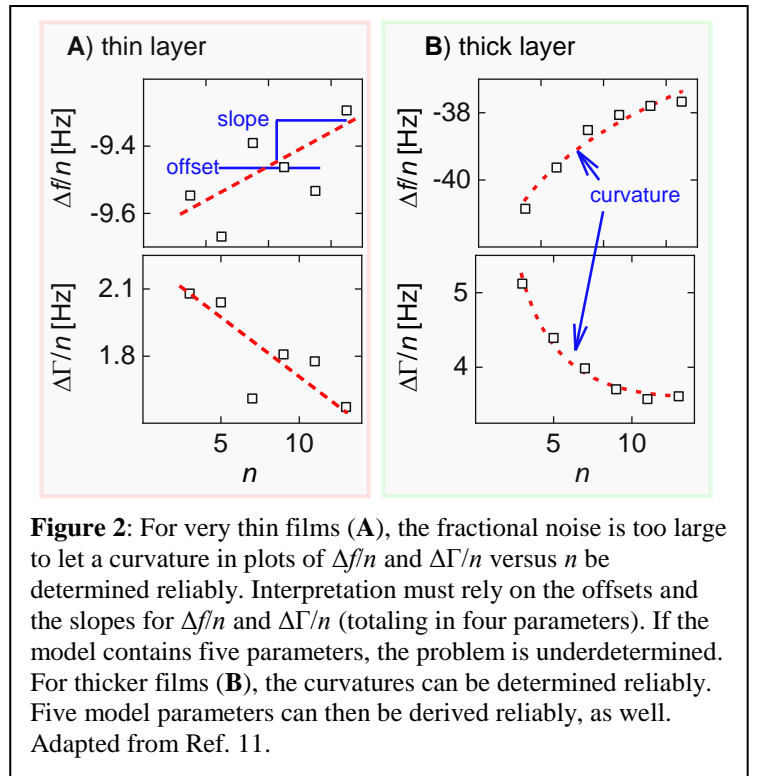 A) thin layer
B) thick layer
slope
offset
-9.4
-9.6
Δf/n [Hz]
2.1
1.8
ΔΓ/n [Hz]
5
10
n
-38
-40
Δf/n [Hz]
curvature
5
4
ΔΓ/n [Hz]
5
10
n
Figure 2: For very thin films (A), the fractional noise is too large
to let a curvature in plots of Δf/n and ΔΓ/n versus n be
determined reliably. Interpretation must rely on the offsets and
the slopes for Δf/n and ΔΓ/n (totaling in four parameters). If the
model contains five parameters, the problem is underdetermined.
For thicker films (B), the curvatures can be determined reliably.
Five model parameters can then be derived reliably, as well.
Adapted from Ref. 11.